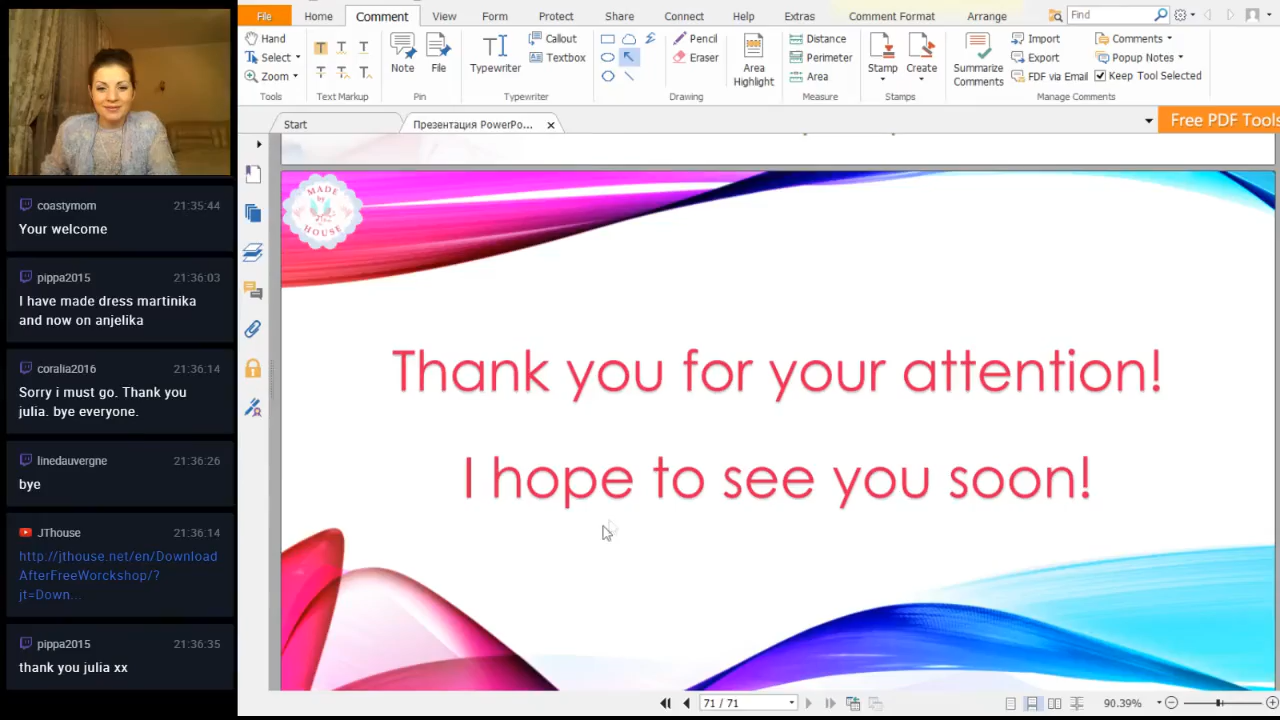 File Home Comment View Form Protect Share Connect Help Extras Comment Format Arrange Find
Hand
Select
Zoom
Tools
T T T
T T T
Text Markup
Note
File
Pin
Typewriter
Callout
Textbox
Typewriter
Pencil
Eraser
Drawing
Area
Highlight
Distance
Perimeter
Area
Measure
Stamp
Create
Stamps
Summarize
Comments
Import
Export
FDF via Email
Comments
Popup Notes
Keep Tool Selected
Manage Comments
Start
Презентация PowerPo...
Free PDF Tools
coastymom 21:35:44
Your welcome
pippa2015 21:36:03
I have made dress martinika
and now on anjelika
coralia2016 21:36:14
Sorry i must go. Thank you
julia. bye everyone.
linedauvergne 21:36:26
bye
JThouse 21:36:14
http://jthouse.net/en/Download
AfterFreeWorckshop/?
jt=Down...
pippa2015 21:36:35
thank you julia xx
MADE
by
HOUSE
Thank you for your attention!
I hope to see you soon!
71 / 71
90.39%